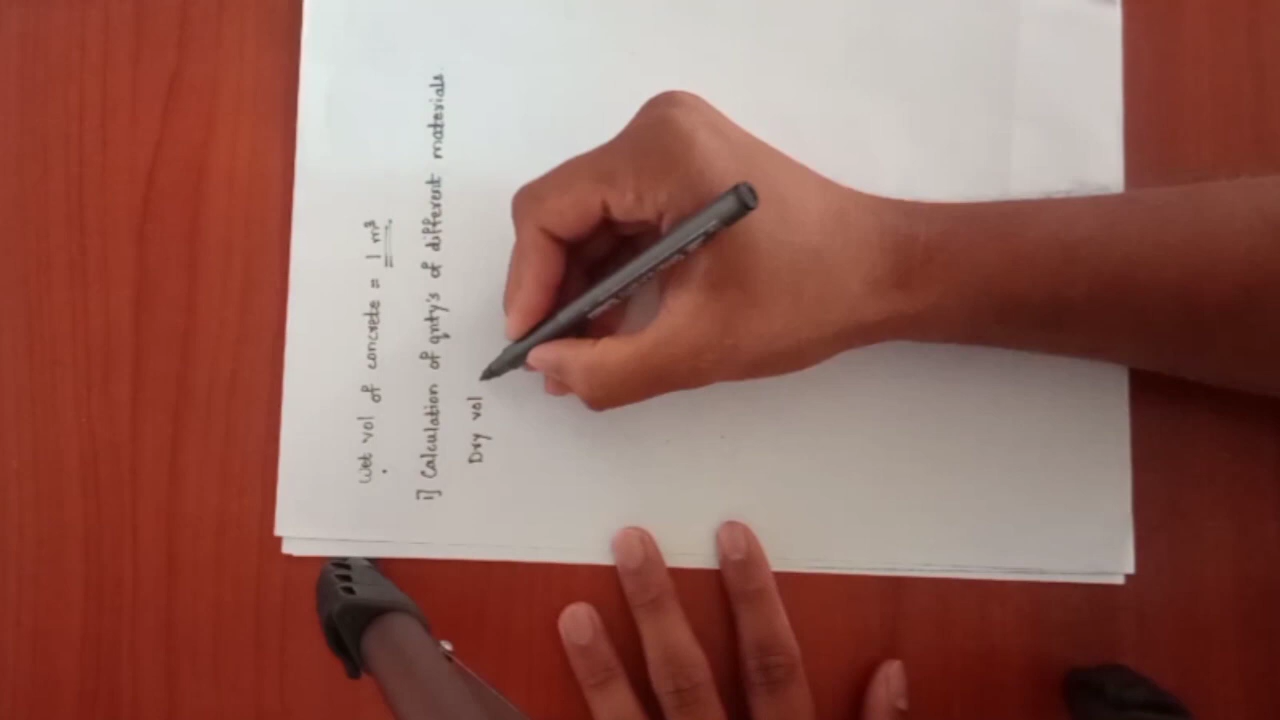 Wet vol of concrete = 1 m³.
1] Calculation of qnty's of different materials
Dry vol